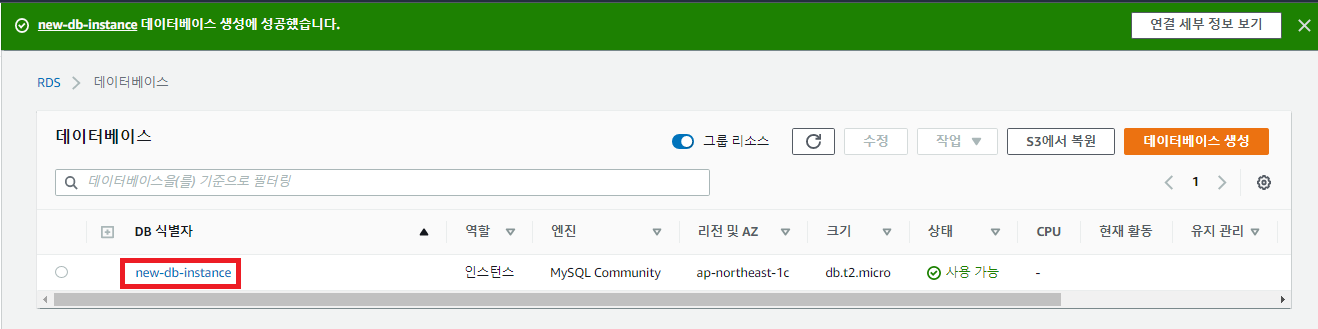 new-db-instance 데이터베이스 생성에 성공했습니다. 연결 세부 정보 보기
RDS 데이터베이스
데이터베이스 그룹 리소스 수정 작업 S3에서 복원 데이터베이스 생성
데이터베이스을(를) 기준으로 필터링 1
DB 식별자 역할 엔진 리전 및 AZ 크기 상태 CPU 현재 활동 유지 관리
new-db-instance 인스턴스 MySQL Community ap-northeast-1c db.t2.micro 사용 가능 -